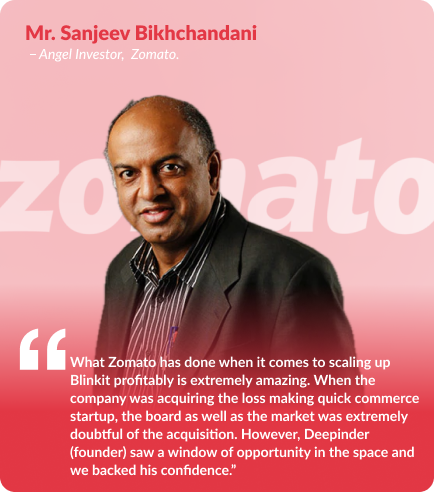 Mr. Sanjeev Bikhchandani
– Angel Investor, Zomato.
zomato
“
What Zomato has done when it comes to scaling up
Blinkit profitably is extremely amazing. When the
company was acquiring the loss making quick commerce
startup, the board as well as the market was extremely
doubtful of the acquisition. However, Deepinder
(founder) saw a window of opportunity in the space and
we backed his confidence.”